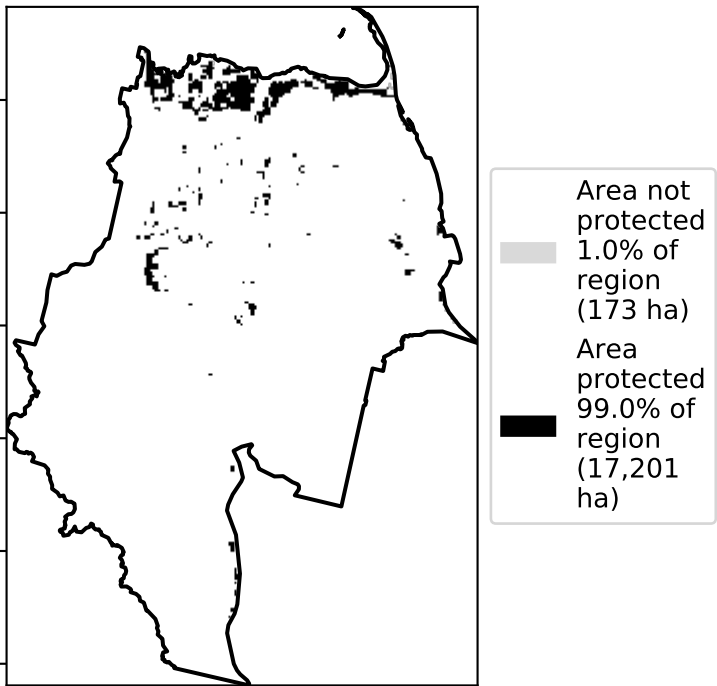 Area not
protected
1.0% of
region
(173 ha)
Area
protected
99.0% of
region
(17,201
ha)